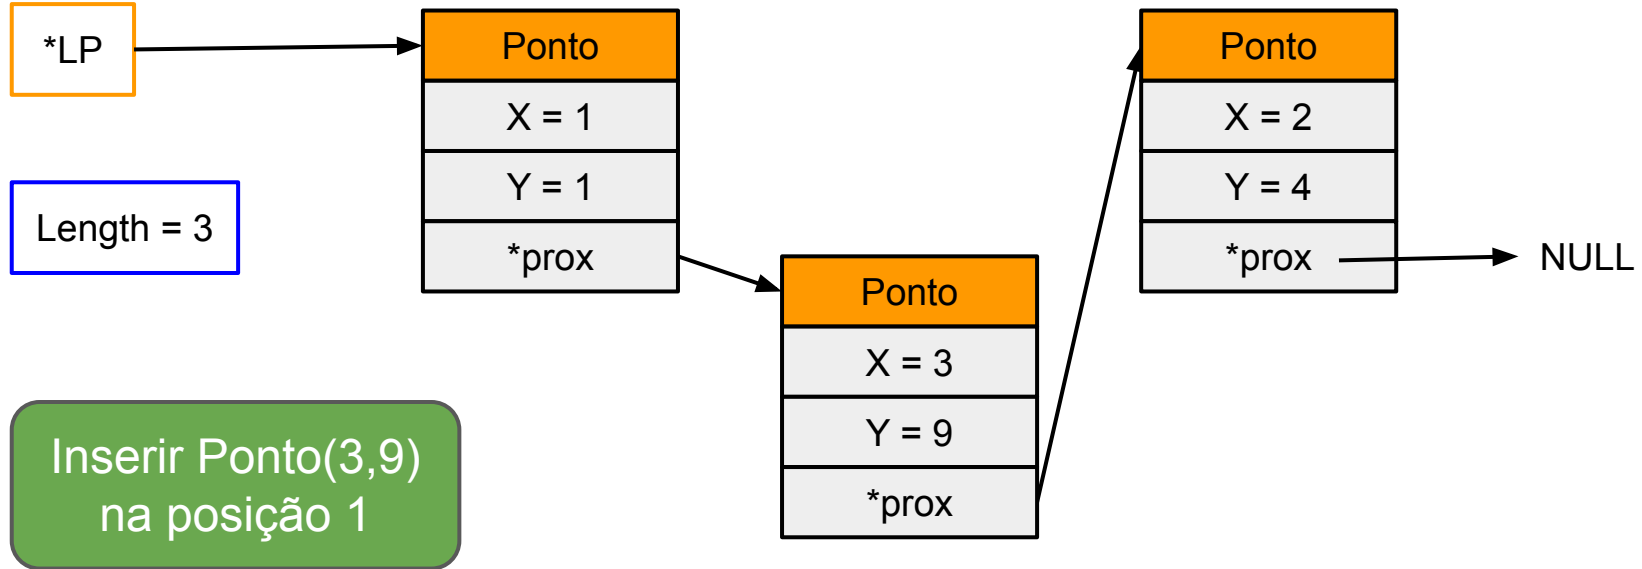 *LP
Length = 3
Inserir Ponto(3,9)
na posição 1
Ponto
X = 1
Y = 1
*prox
Ponto
X = 3
Y = 9
*prox
Ponto
X = 2
Y = 4
*prox
NULL